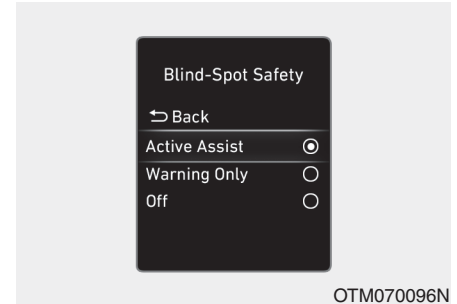 Blind-Spot Safety
Back
Active Assist
Warning Only
Off
OTM070096N